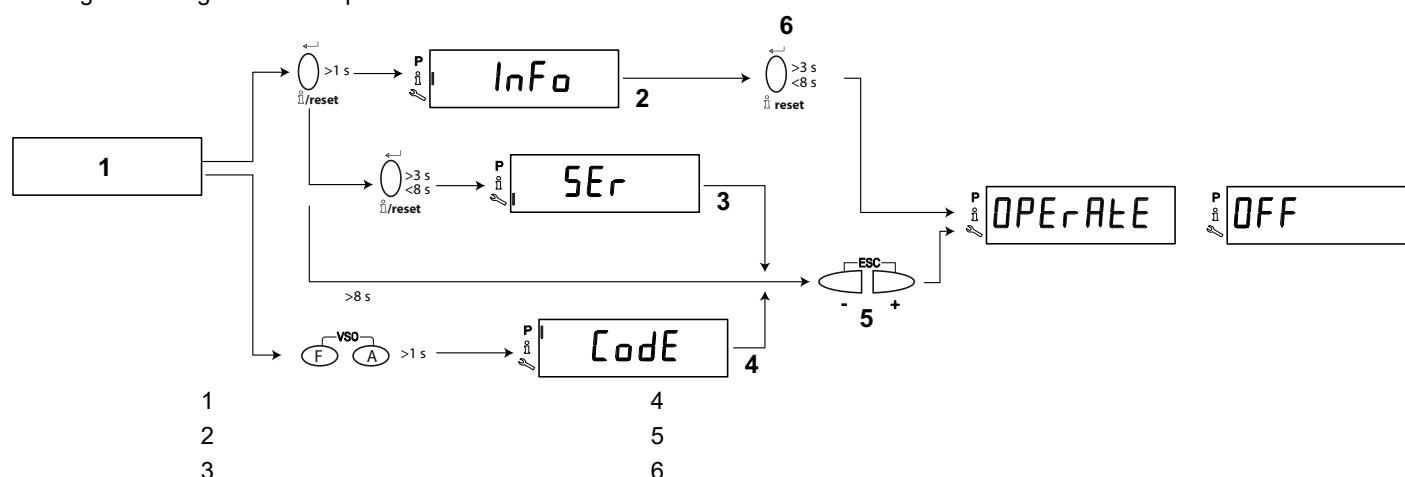 6
>1 s
i/reset
P
i
InFo
2
>3 s
<8 s
i reset
1
>3 s
<8 s
i/reset
P
i
SEr
3
P
i
OPErAtE
P
i
OFF
>8 s
ESC
- +
5
VSO
F A
>1 s
P
i
CodE
4
1 4
2 5
3 6